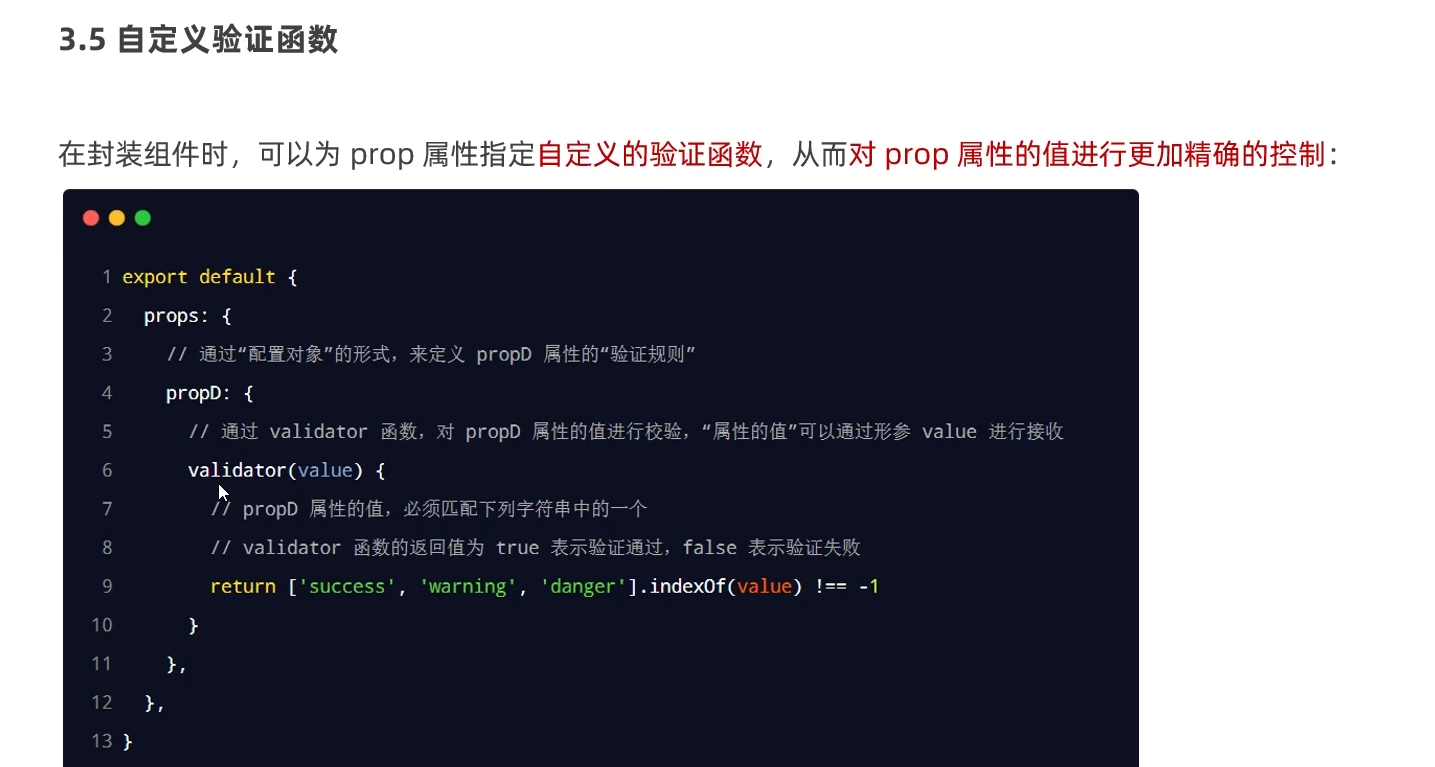 3.5 自定义验证函数
在封装组件时，可以为 prop 属性指定自定义的验证函数，从而对 prop 属性的值进行更加精确的控制：
1 export default {
2 props: {
3 // 通过“配置对象”的形式，来定义 propD 属性的“验证规则”
4 propD: {
5 // 通过 validator 函数，对 propD 属性的值进行校验，“属性的值”可以通过形参 value 进行接收
6 validator(value) {
7 // propD 属性的值，必须匹配下列字符串中的一个
8 // validator 函数的返回值为 true 表示验证通过，false 表示验证失败
9 return ['success', 'warning', 'danger'].indexOf(value) !== -1
10 }
11 },
12 },
13 }